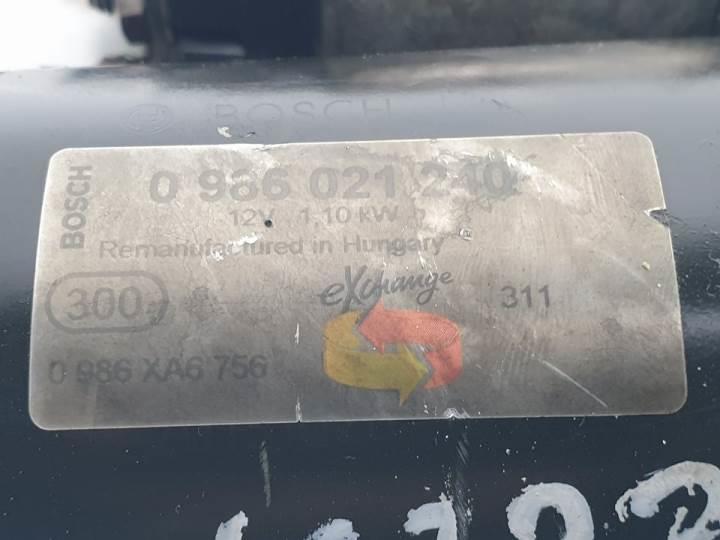 BOSCH
BOSCH
0 986 021 240
12V 1,10 kW
Remanufactured in Hungary
300
eXchange
311
0 986 XA6 756